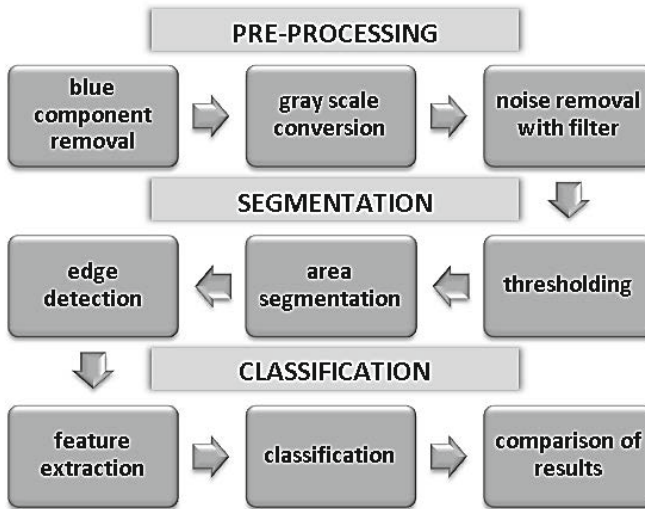 PRE-PROCESSING
blue
component
removal
gray scale
conversion
noise removal
with filter
SEGMENTATION
edge
detection
area
segmentation
thresholding
CLASSIFICATION
feature
extraction
classification
comparison of
results